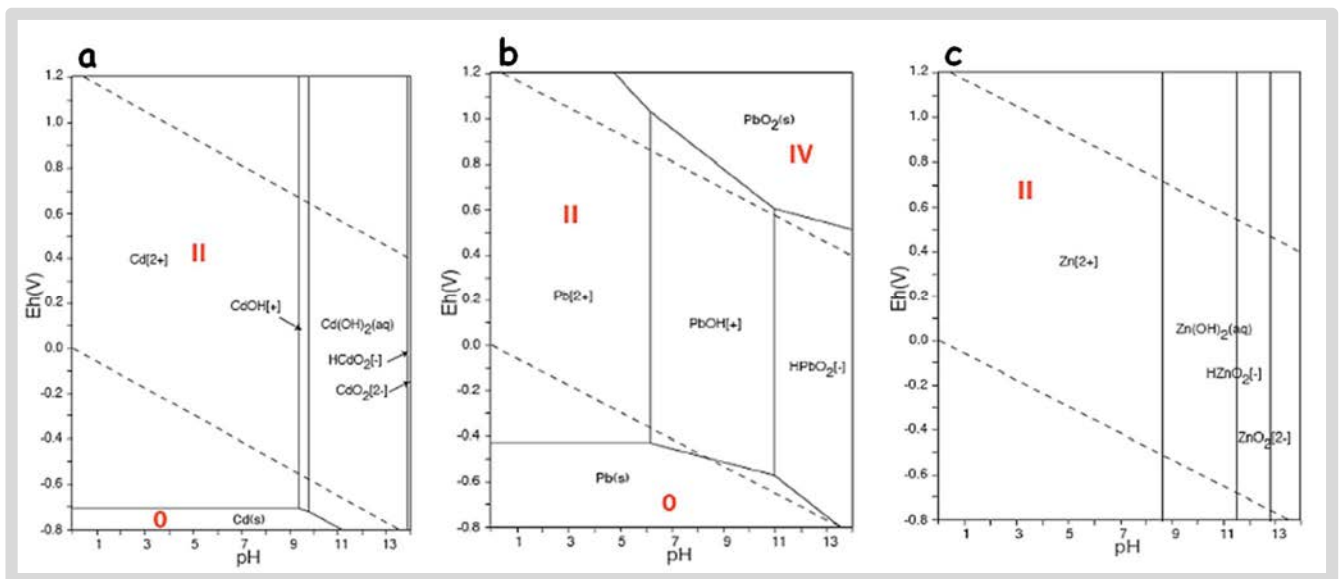 a
1.2
1.0
0.8
0.6
0.4
0.2
0.0
-0.2
-0.4
-0.6
-0.8
Eh(V)
II
Cd[2+]
CdOH[+]
Cd(OH)2(aq)
HCdO2[-]
CdO2[2-]
0
Cd(s)
1 3 5 7 9 11 13
pH
b
1.2
1.0
0.8
0.6
0.4
0.2
0.0
-0.2
-0.4
-0.6
-0.8
Eh(V)
PbO2(s)
IV
II
Pb[2+]
PbOH[+]
HPbO2[-]
Pb(s)
0
1 3 5 7 9 11 13
pH
c
1.2
1.0
0.8
0.6
0.4
0.2
0.0
-0.2
-0.4
-0.6
-0.8
Eh(V)
II
Zn[2+]
Zn(OH)2(aq)
HZnO2[-]
ZnO2[2-]
1 3 5 7 9 11 13
pH